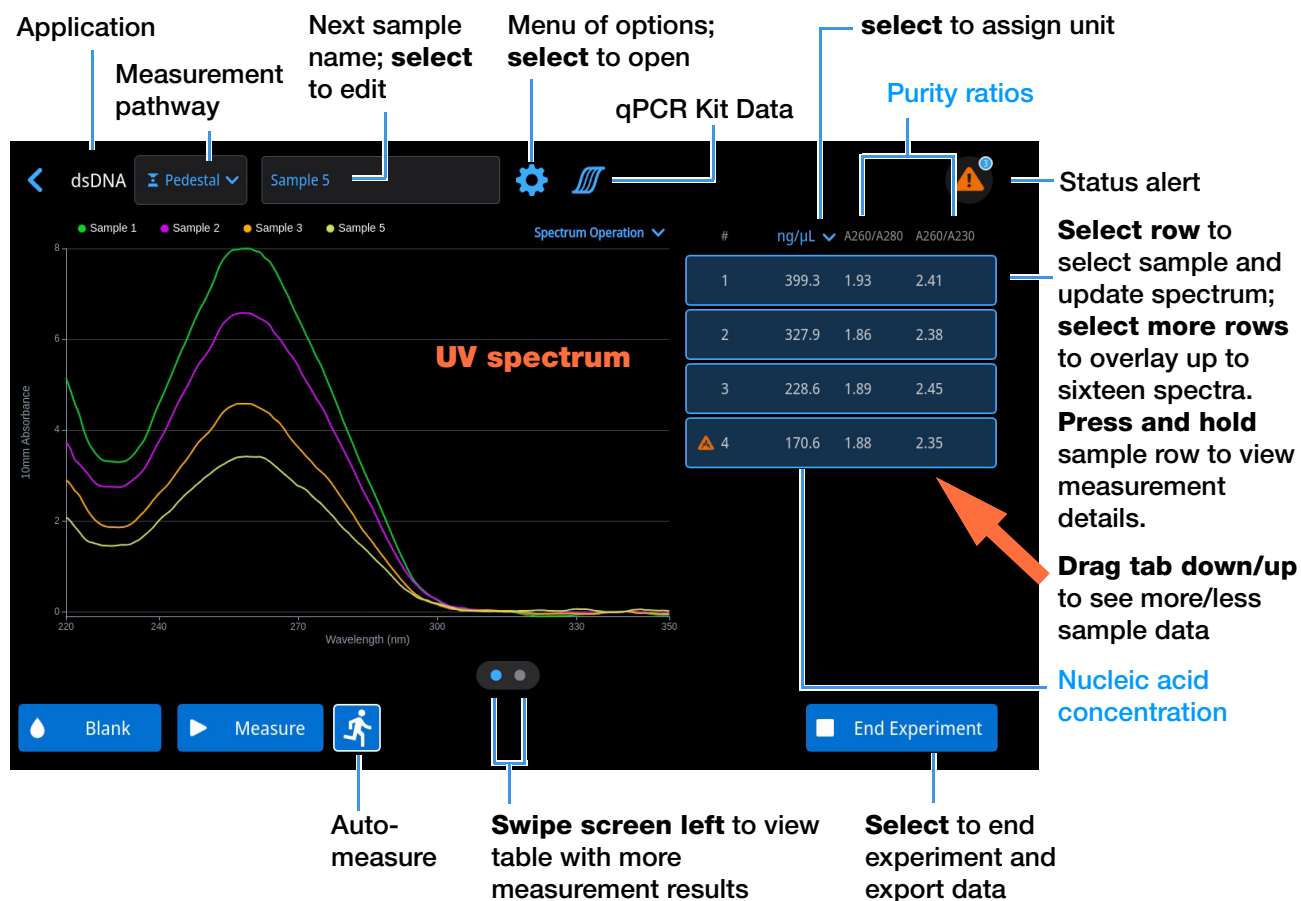 Application
Next sample
name; select
to edit
Menu of options;
select to open
select to assign unit
Measurement
pathway
qPCR Kit Data
Purity ratios
dsDNA
Pedestal
Sample 5
3
Status alert
Sample 1
Sample 2
Sample 3
Sample 5
Spectrum Operation
# ng/µL A260/A280 A260/A230
1 399.3 1.93 2.41
2 327.9 1.86 2.38
3 228.6 1.89 2.45
4 170.6 1.88 2.35
UV spectrum
8
6
4
2
0
10mm Absorbance
220 240 270 300 330 350
Wavelength (nm)
Select row to
select sample and
update spectrum;
select more rows
to overlay up to
sixteen spectra.
Press and hold
sample row to view
measurement
details.
Drag tab down/up
to see more/less
sample data
Nucleic acid
concentration
Blank
Measure
End Experiment
Auto-
measure
Swipe screen left to view
table with more
measurement results
Select to end
experiment and
export data